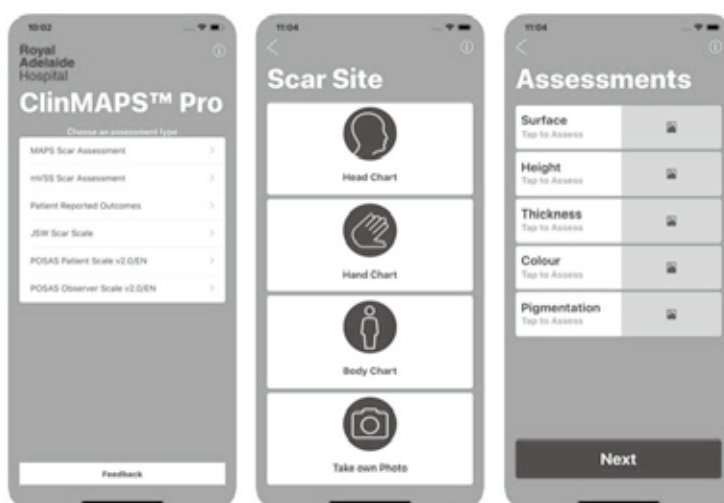 10:02
Royal
Adelaide
Hospital
ClinMAPS™ Pro
Choose an assessment type
MAPS Scar Assessment
mVSS Scar Assessment
Patient Reported Outcomes
JSW Scar Scale
POSAS Patient Scale v2.0/EN
POSAS Observer Scale v2.0/EN
Feedback
11:04
Scar Site
Head Chart
Hand Chart
Body Chart
Take own Photo
11:04
Assessments
Surface
Tap to Assess
Height
Tap to Assess
Thickness
Tap to Assess
Colour
Tap to Assess
Pigmentation
Tap to Assess
Next